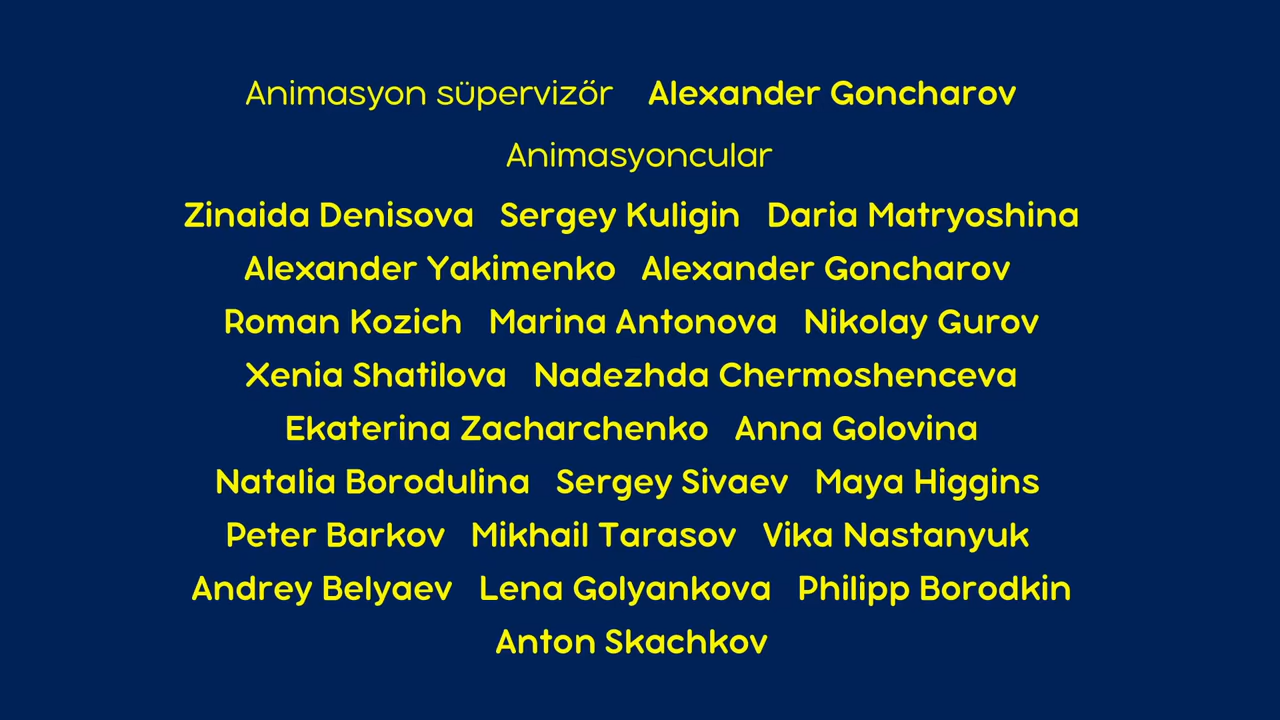 Animasyon süpervizőr Alexander Goncharov
Animasyoncular
Zinaida Denisova Sergey Kuligin Daria Matryoshina
Alexander Yakimenko Alexander Goncharov
Roman Kozich Marina Antonova Nikolay Gurov
Xenia Shatilova Nadezhda Chermoshenceva
Ekaterina Zacharchenko Anna Golovina
Natalia Borodulina Sergey Sivaev Maya Higgins
Peter Barkov Mikhail Tarasov Vika Nastanyuk
Andrey Belyaev Lena Golyankova Philipp Borodkin
Anton Skachkov